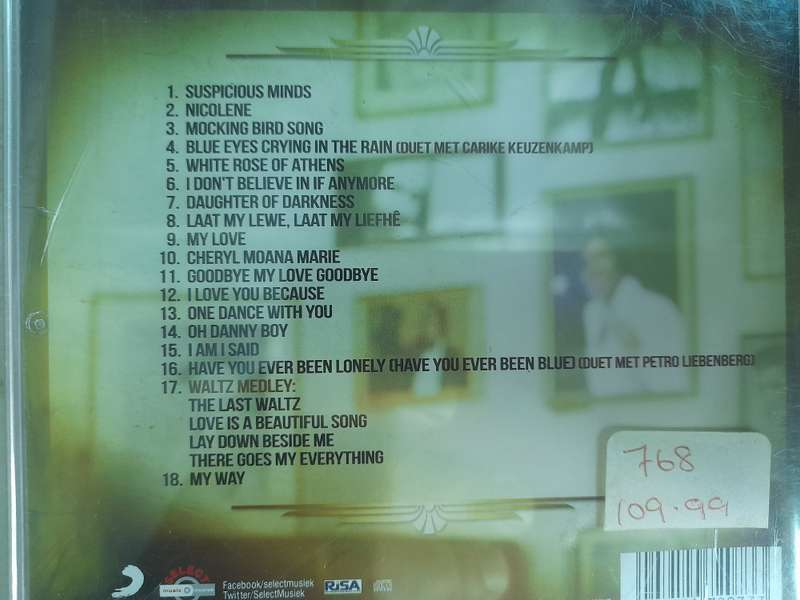 1. SUSPICIOUS MINDS
2. NICOLENE
3. MOCKING BIRD SONG
4. BLUE EYES CRYING IN THE RAIN (DUET MET CARIKE KEUZENKAMP)
5. WHITE ROSE OF ATHENS
6. I DON'T BELIEVE IN IF ANYMORE
7. DAUGHTER OF DARKNESS
8. LAAT MY LEWE, LAAT MY LIEFHÊ
9. MY LOVE
10. CHERYL MOANA MARIE
11. GOODBYE MY LOVE GOODBYE
12. I LOVE YOU BECAUSE
13. ONE DANCE WITH YOU
14. OH DANNY BOY
15. I AM I SAID
16. HAVE YOU EVER BEEN LONELY (HAVE YOU EVER BEEN BLUE) (DUET MET PETRO LIEBENBERG)
17. WALTZ MEDLEY:
THE LAST WALTZ
LOVE IS A BEAUTIFUL SONG
LAY DOWN BESIDE ME
THERE GOES MY EVERYTHING
18. MY WAY
768
109.99
SELECT
Facebook/selectmusiek
Twitter/SelectMusiek
RISA